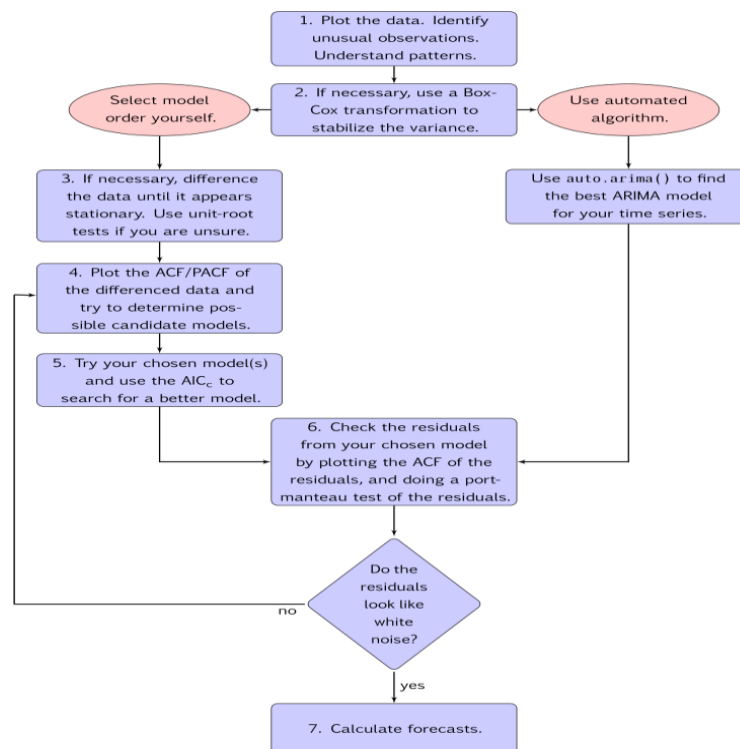 1. Plot the data. Identify
unusual observations.
Understand patterns.
Select model
order yourself.
2. If necessary, use a Box-
Cox transformation to
stabilize the variance.
Use automated
algorithm.
3. If necessary, difference
the data until it appears
stationary. Use unit-root
tests if you are unsure.
Use auto.arima() to find
the best ARIMA model
for your time series.
4. Plot the ACF/PACF of
the differenced data and
try to determine pos-
sible candidate models.
5. Try your chosen model(s)
and use the AICc to
search for a better model.
6. Check the residuals
from your chosen model
by plotting the ACF of the
residuals, and doing a port-
manteau test of the residuals.
Do the
residuals
look like
white
noise?
no
yes
7. Calculate forecasts.